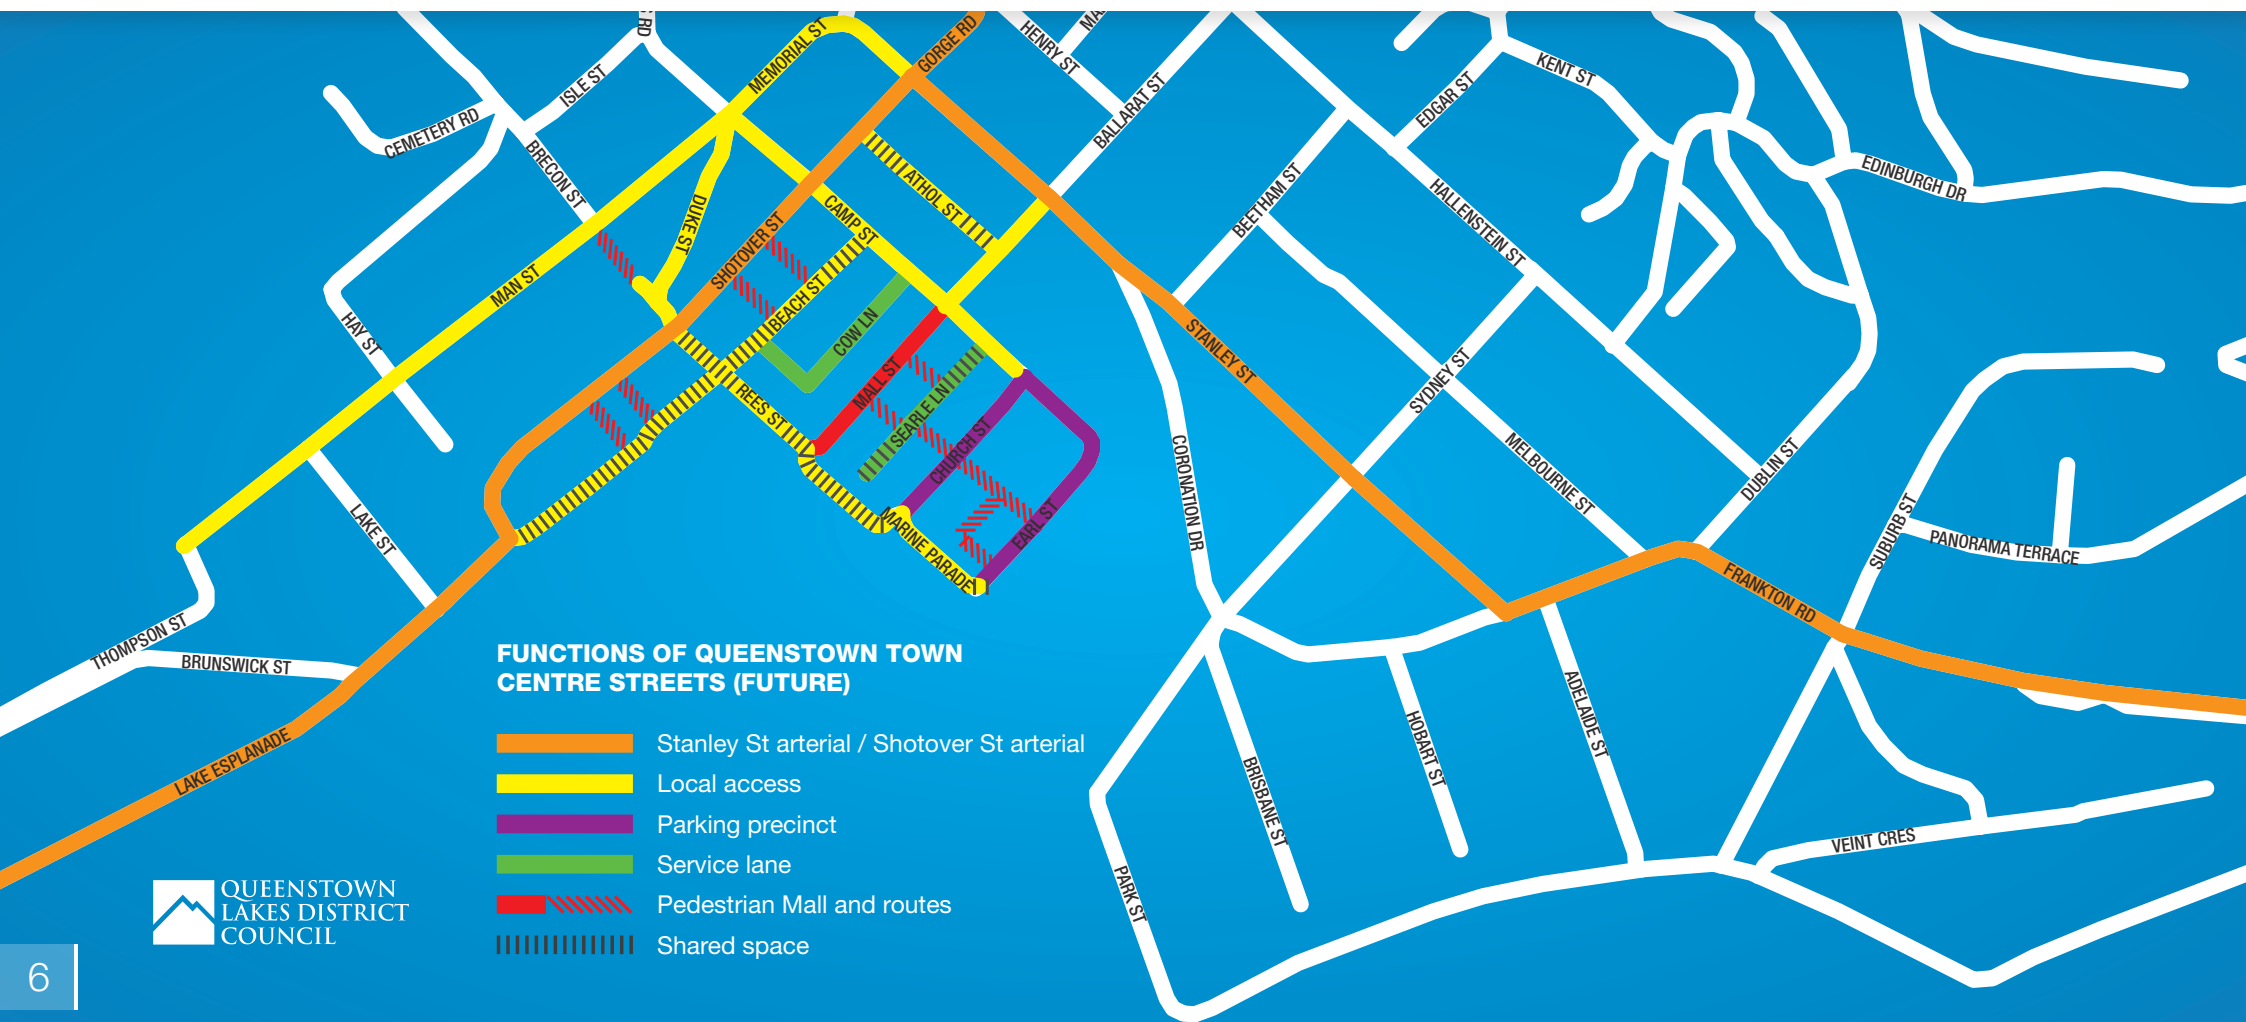 MEMORIAL ST
GORGE RD
HENRY ST
RD
ISLE ST
CEMETERY RD
BRECON ST
BALLARAT ST
KENT ST
EDGAR ST
EDINBURGH DR
DUKE ST
ATHOL ST
CAMP ST
SHOTOVER ST
BEETHAM ST
HALLENSTEIN ST
MAN ST
HAY ST
BEACH ST
COW LN
REES ST
MALL ST
SEARLE LN
CHURCH ST
EARL ST
MARINE PARADE
STANLEY ST
SYDNEY ST
CORONATION DR
MELBOURNE ST
DUBLIN ST
SUBURB ST
PANORAMA TERRACE
FRANKTON RD
LAKE ST
THOMPSON ST
BRUNSWICK ST
LAKE ESPLANADE
BRISBANE ST
HOBART ST
ADELAIDE ST
PARK ST
VEINT CRES
FUNCTIONS OF QUEENSTOWN TOWN
CENTRE STREETS (FUTURE)
Stanley St arterial / Shotover St arterial
Local access
Parking precinct
Service lane
Pedestrian Mall and routes
Shared space
QUEENSTOWN
LAKES DISTRICT
COUNCIL
6